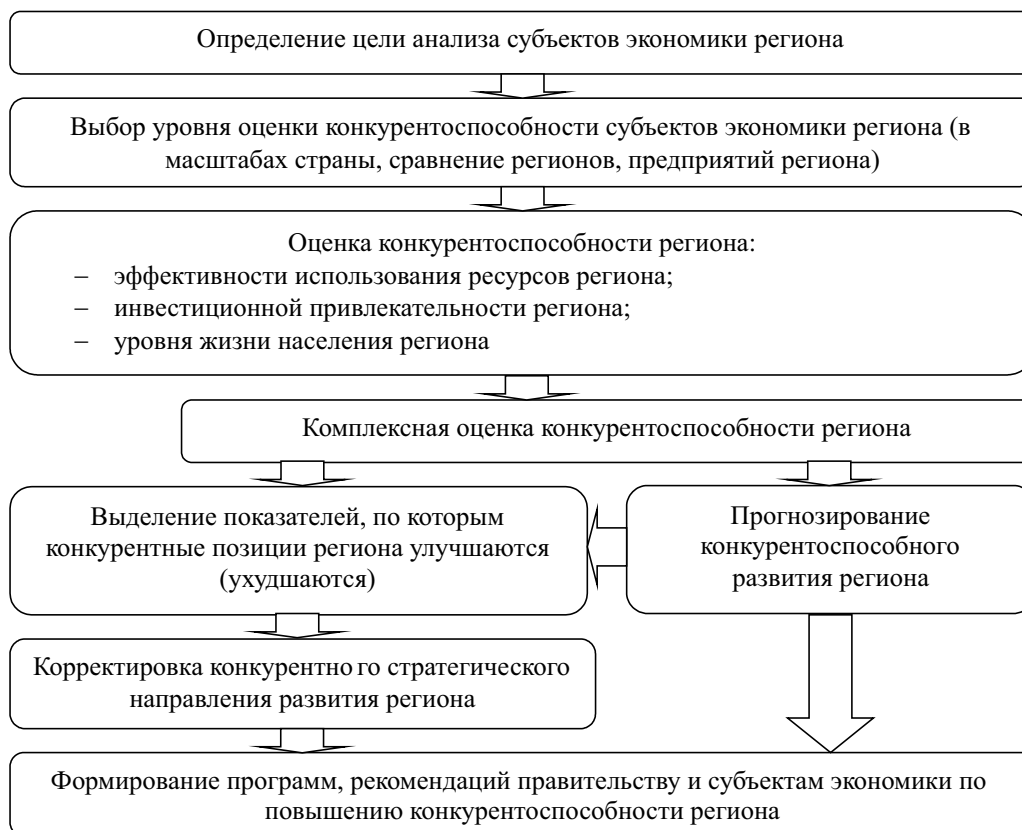 Определение цели анализа субъектов экономики региона
Выбор уровня оценки конкурентоспособности субъектов экономики региона (в
масштабах страны, сравнение регионов, предприятий региона)
Оценка конкурентоспособности региона:
– эффективности использования ресурсов региона;
– инвестиционной привлекательности региона;
– уровня жизни населения региона
Комплексная оценка конкурентоспособности региона
Выделение показателей, по которым
конкурентные позиции региона улучшаются
(ухудшаются)
Прогнозирование
конкурентоспособного
развития региона
Корректировка конкурентно го стратегического
направления развития региона
Формирование программ, рекомендаций правительству и субъектам экономики по
повышению конкурентоспособности региона